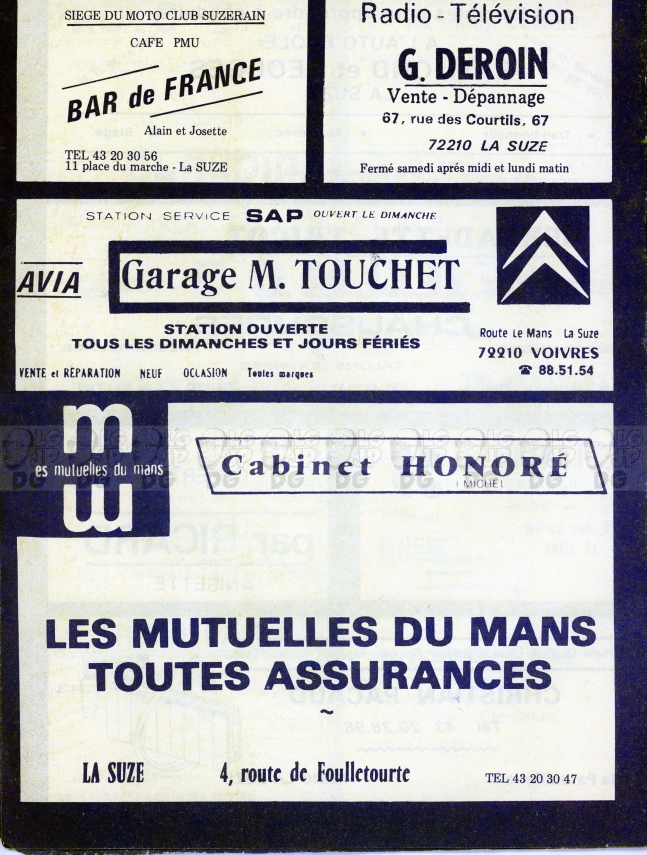 SIEGE DU MOTO CLUB SUZERAIN
CAFE PMU
BAR de FRANCE
Alain et Josette
TEL 43 20 30 56
11 place du marche - La SUZE
Radio - Télévision
G. DEROIN
Vente - Dépannage
67, rue des Courtils, 67
72210 LA SUZE
Fermé samedi aprés midi et lundi matin
STATION SERVICE SAP OUVERT LE DIMANCHE
AVIA
Garage M. TOUCHET
STATION OUVERTE
TOUS LES DIMANCHES ET JOURS FÉRIÉS
VENTE et RÉPARATION NEUF OCCASION Toutes marques
Route Le Mans La Suze
72210 VOIVRES
☎ 88.51.54
es mutuelles du mans
Cabinet HONORÉ
MICHEL
LES MUTUELLES DU MANS
TOUTES ASSURANCES
~
LA SUZE 4, route de Foulletourte TEL 43 20 30 47